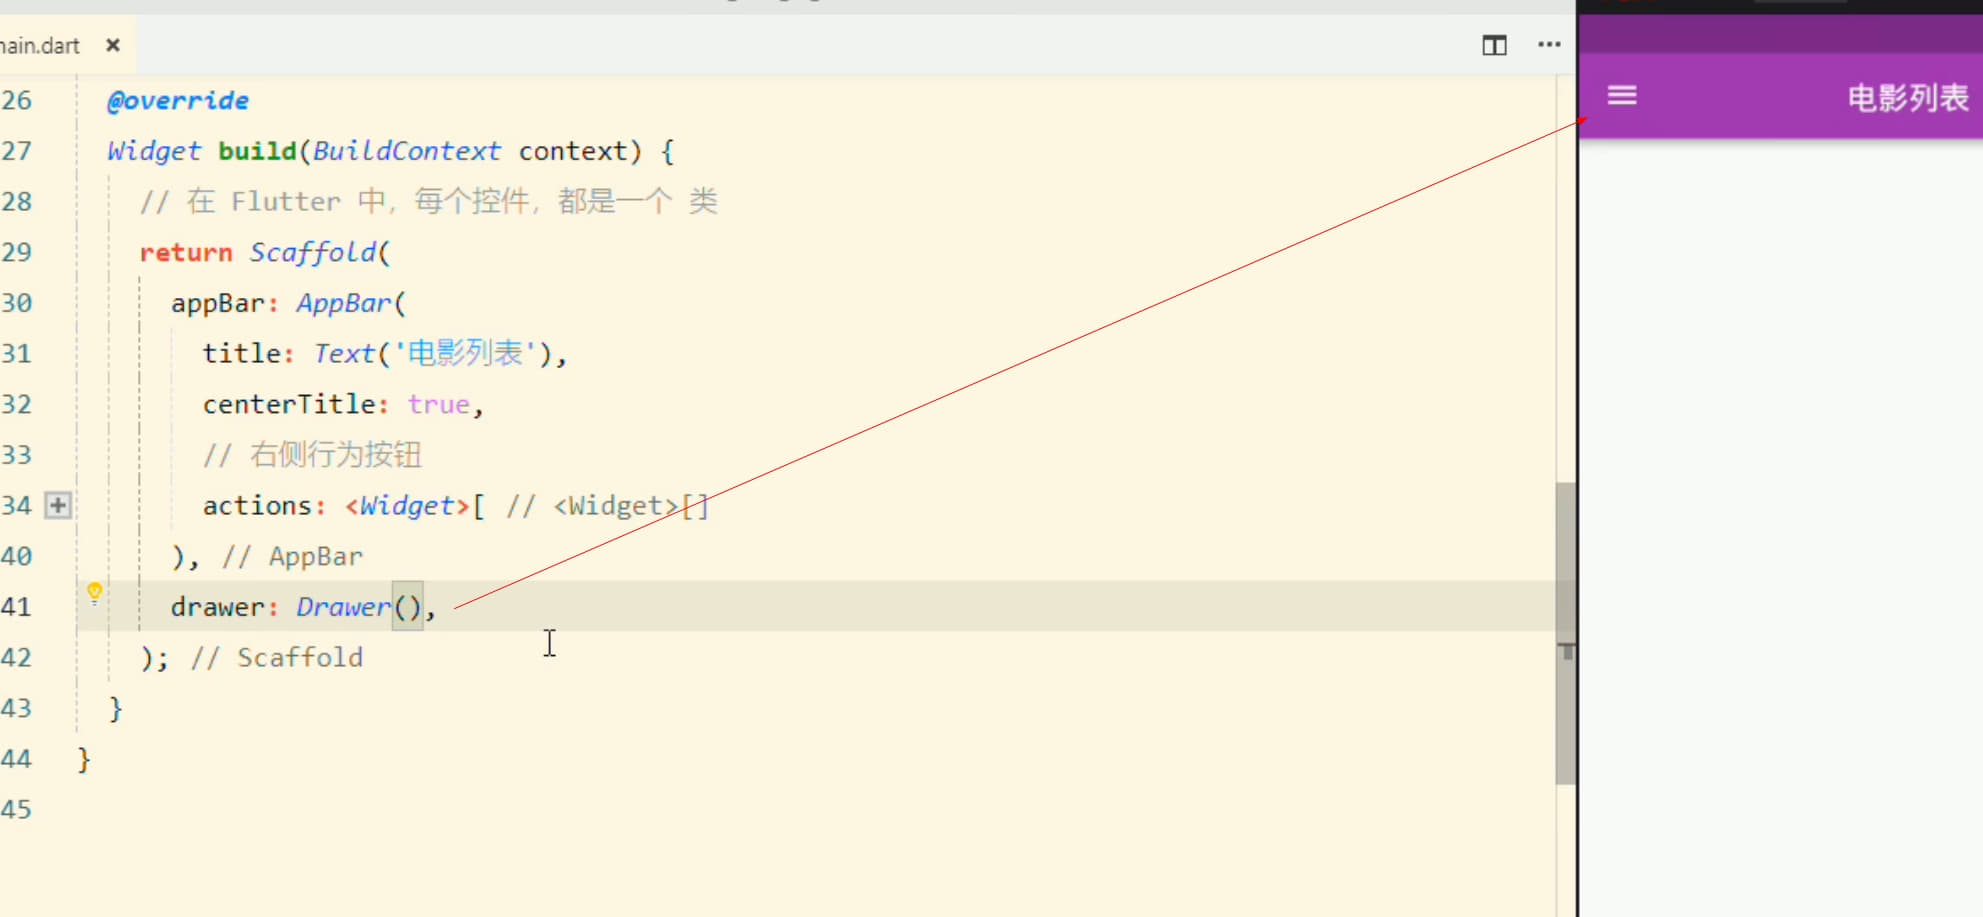 main.dart ×
26 @override
27 Widget build(BuildContext context) {
28 // 在 Flutter 中，每个控件，都是一个 类
29 return Scaffold(
30 appBar: AppBar(
31 title: Text('电影列表'),
32 centerTitle: true,
33 // 右侧行为按钮
34 actions: <Widget>[ // <Widget>[]
40 ), // AppBar
41 drawer: Drawer(),
42 ); // Scaffold
43 }
44 }
45
电影列表